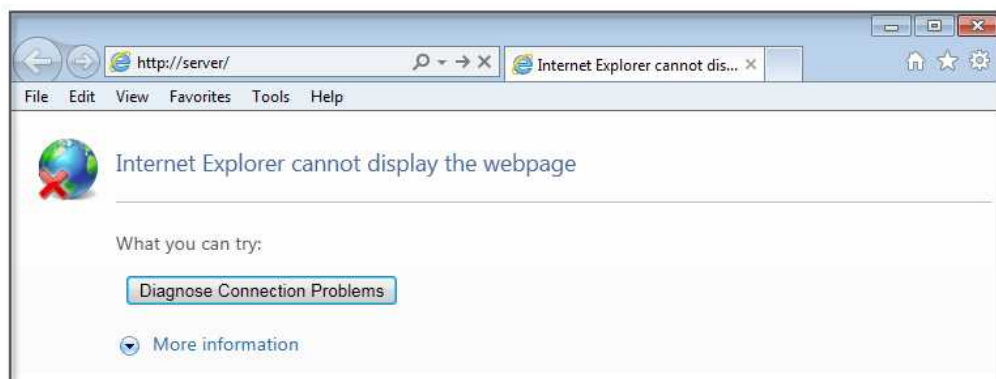 http://server/
Internet Explorer cannot dis...
File Edit View Favorites Tools Help
Internet Explorer cannot display the webpage
What you can try:
Diagnose Connection Problems
More information